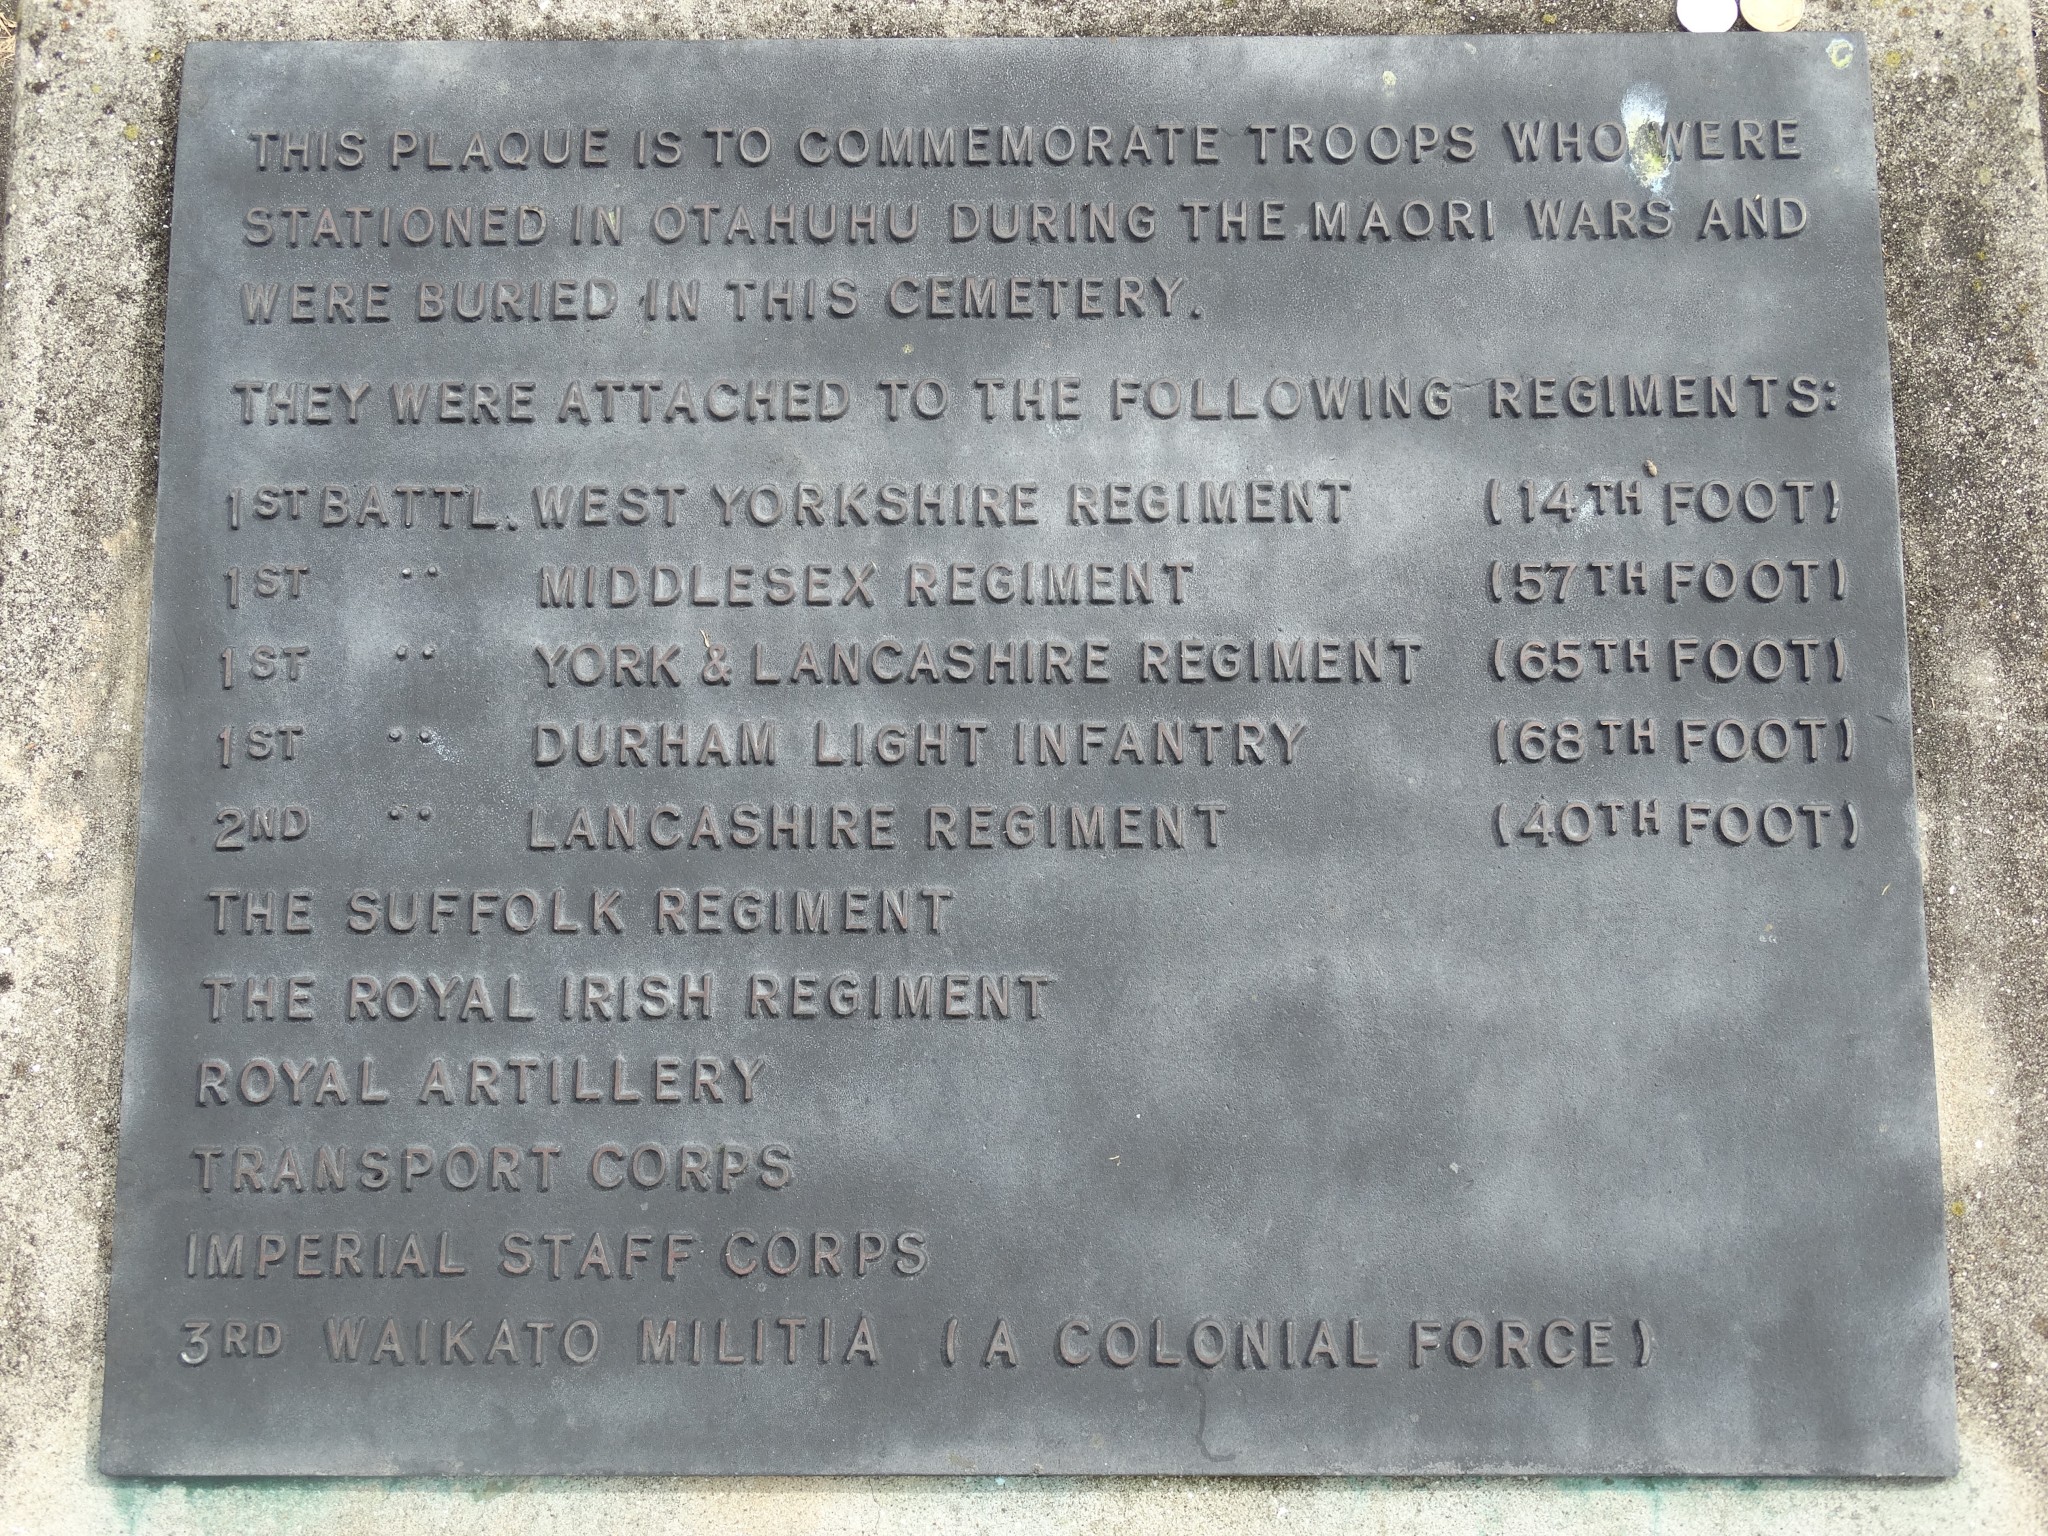 THIS PLAQUE IS TO COMMEMORATE TROOPS WHO WERE
STATIONED IN OTAHUHU DURING THE MAORI WARS AND
WERE BURIED IN THIS CEMETERY.
THEY WERE ATTACHED TO THE FOLLOWING REGIMENTS:
1ST BATTL. WEST YORKSHIRE REGIMENT (14TH FOOT)
1ST " MIDDLESEX REGIMENT (57TH FOOT)
1ST " YORK & LANCASHIRE REGIMENT (65TH FOOT)
1ST " DURHAM LIGHT INFANTRY (68TH FOOT)
2ND " LANCASHIRE REGIMENT (40TH FOOT)
THE SUFFOLK REGIMENT
THE ROYAL IRISH REGIMENT
ROYAL ARTILLERY
TRANSPORT CORPS
IMPERIAL STAFF CORPS
3RD WAIKATO MILITIA (A COLONIAL FORCE)